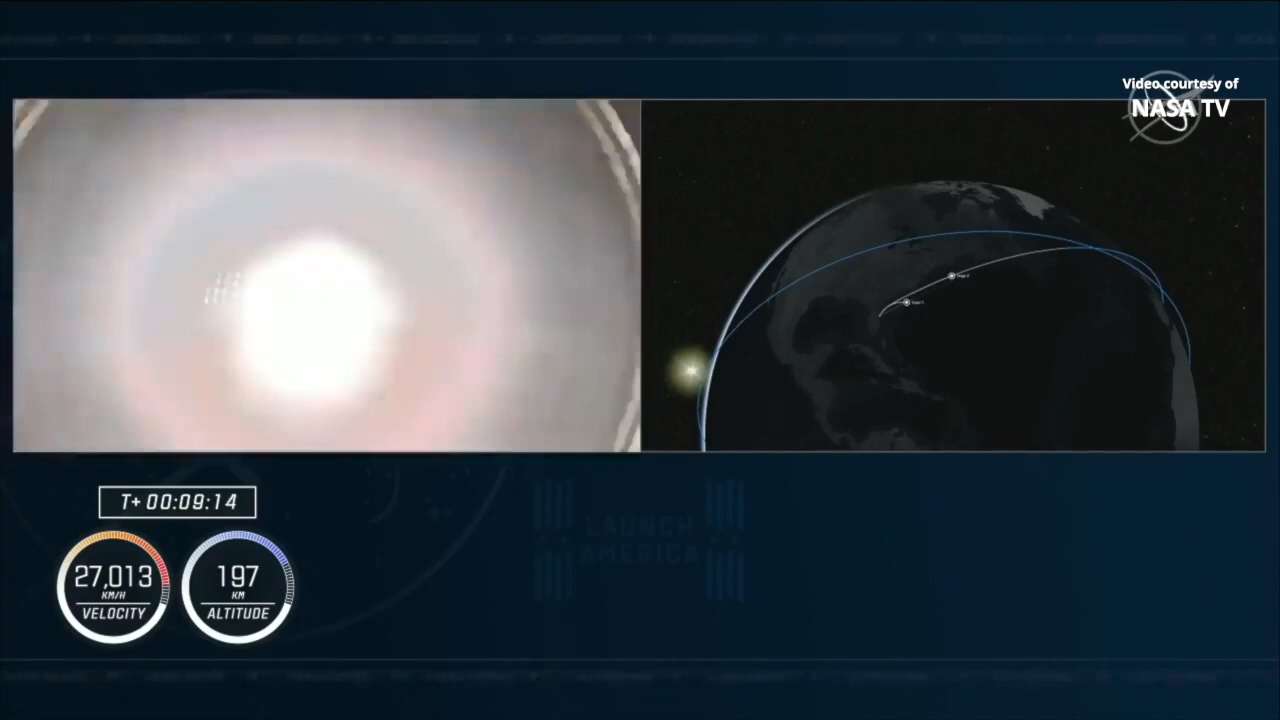 Video courtesy of
NASA TV
T+ 00:09:14
27,013
KM/H
VELOCITY
197
KM
ALTITUDE
LAUNCH
AMERICA